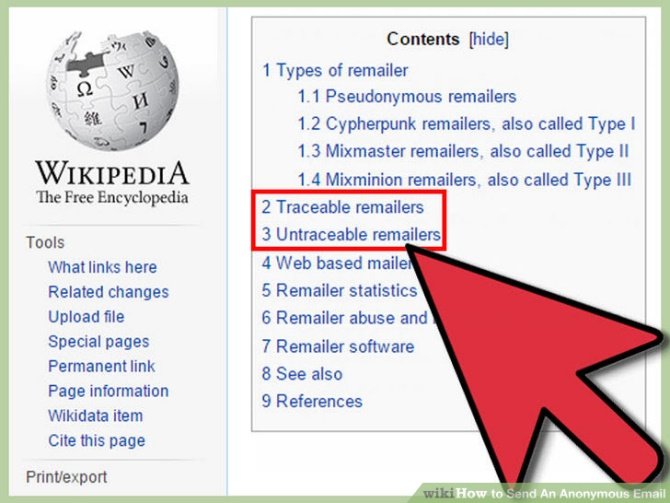 WIKIPEDIA
The Free Encyclopedia
Tools
What links here
Related changes
Upload file
Special pages
Permanent link
Page information
Wikidata item
Cite this page
Print/export
Contents [hide]
1 Types of remailer
1.1 Pseudonymous remailers
1.2 Cypherpunk remailers, also called Type I
1.3 Mixmaster remailers, also called Type II
1.4 Mixminion remailers, also called Type III
2 Traceable remailers
3 Untraceable remailers
4 Web based mailer
5 Remailer statistics
6 Remailer abuse and
7 Remailer software
8 See also
9 References
wikiHow to Send An Anonymous Email